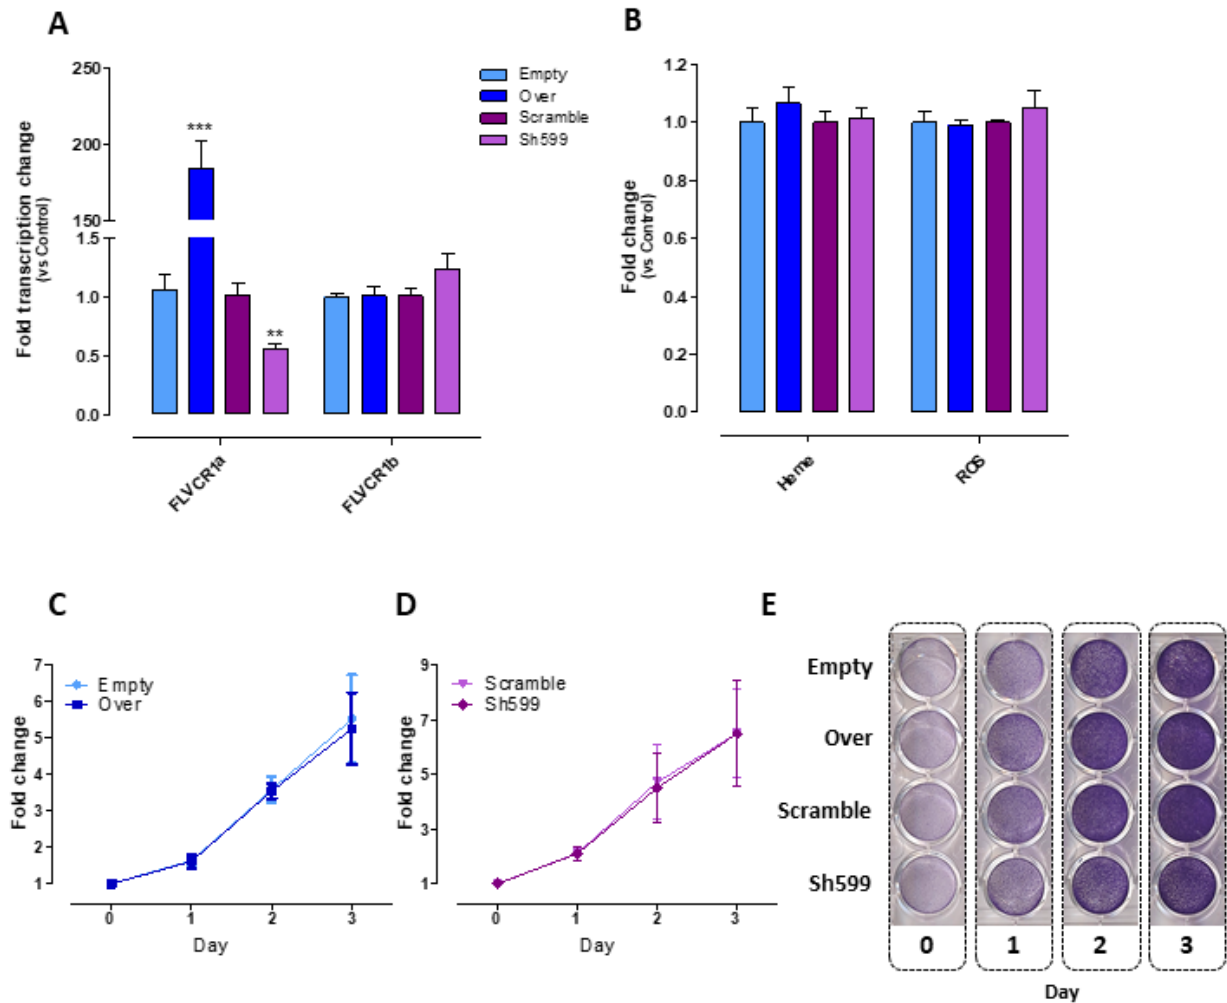 A
250
200
150
1.5
1.0
0.5
0.0
Fold transcription change
(vs Control)
***
**
Empty
Over
Scramble
Sh599
FLVCR1a
FLVCR1b
B
1.2
1.0
0.8
0.6
0.4
0.2
0.0
Fold change
(vs Control)
Heme
ROS
C
7
6
5
4
3
2
1
Fold change
Empty
Over
0 1 2 3
Day
D
9
7
5
3
1
Fold change
Scramble
Sh599
0 1 2 3
Day
E
Empty
Over
Scramble
Sh599
0 1 2 3
Day